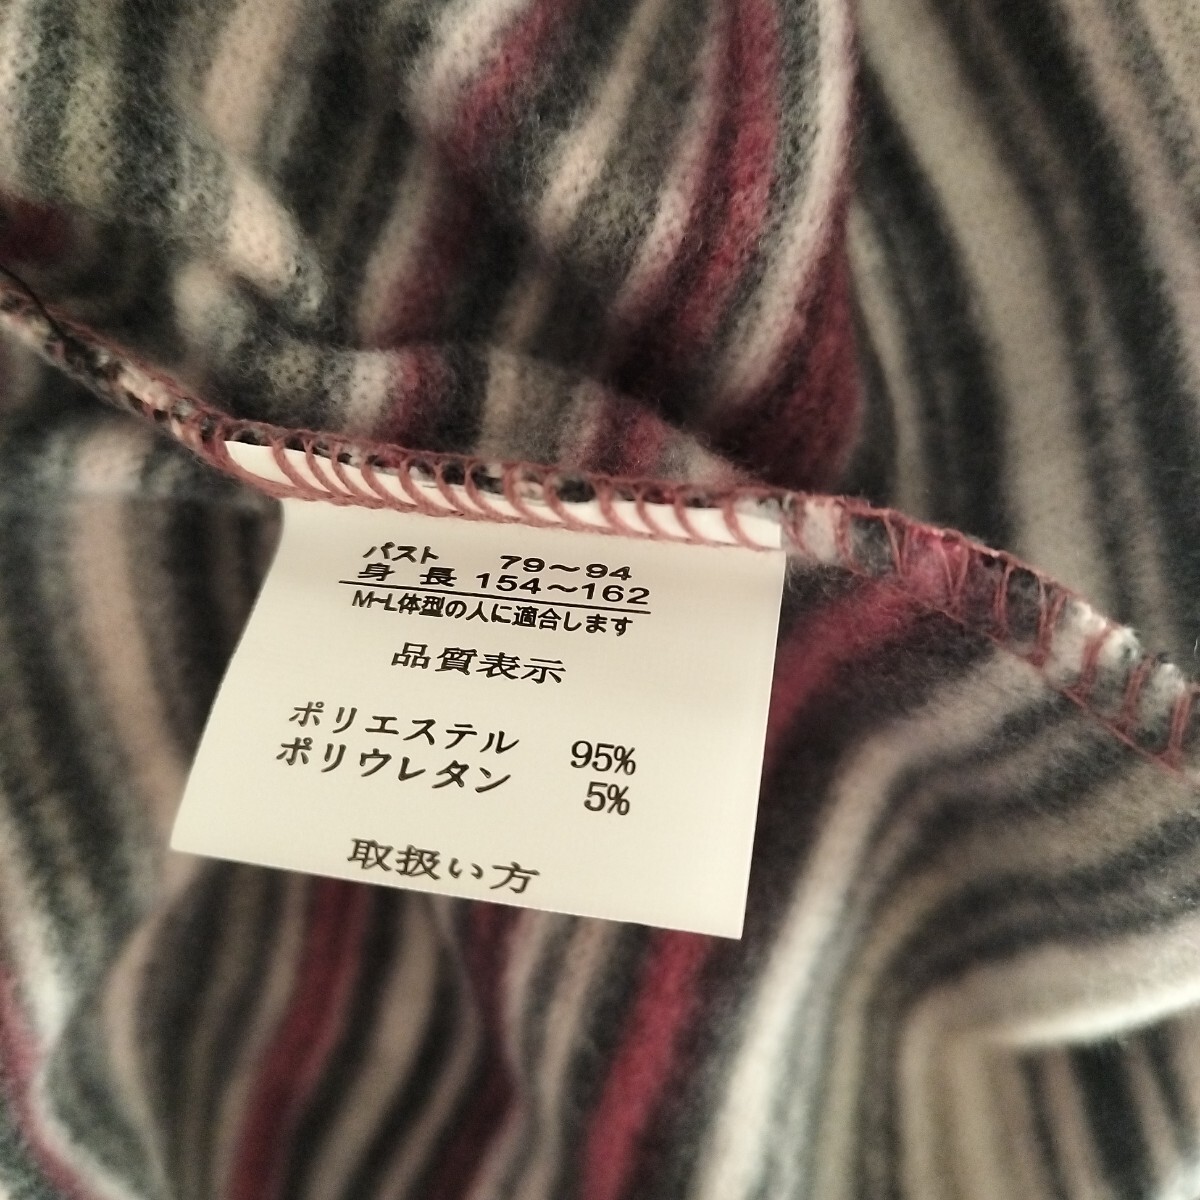 パスト 79〜94
身長 154〜162
M~L体型の人に適合します
品質表示
ポリエステル 95%
ポリウレタン 5%
取扱い方